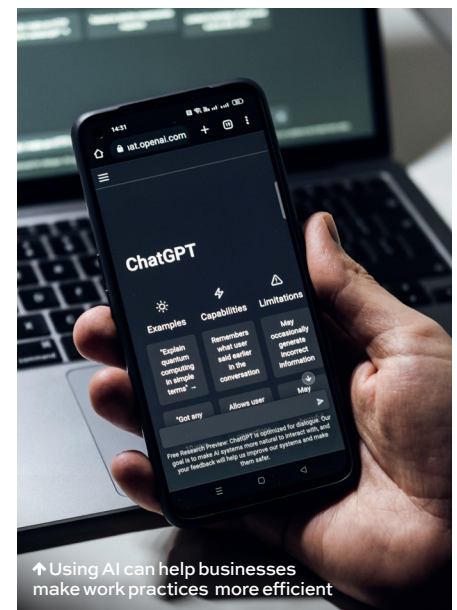 14:31
at.openai.com
ChatGPT
Examples
Capabilities
Limitations
"Explain
quantum
computing
in simple
terms" →
Remembers
what user
said earlier
in the
conversation
May
occasionally
generate
incorrect
information
"Got any
Allows user
May
Free Research Preview: ChatGPT is optimized for dialogue. Our
goal is to make AI systems more natural to interact with, and
your feedback will help us improve our systems and make
them safer.
↑ Using AI can help businesses
make work practices more efficient